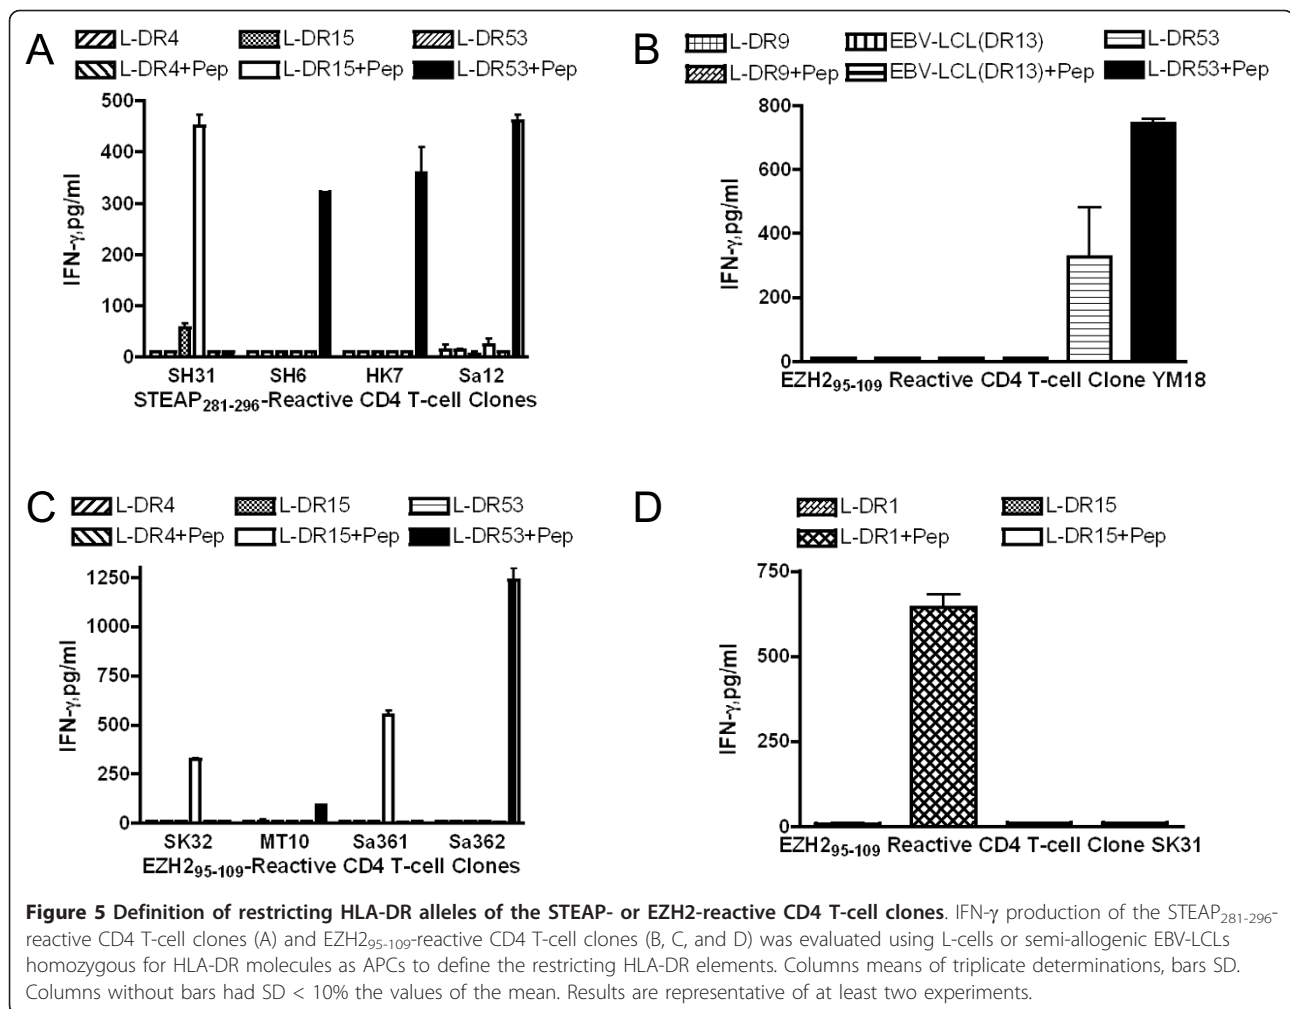 A
L-DR4 L-DR15 L-DR53
L-DR4+Pep L-DR15+Pep L-DR53+Pep
IFN-γ,pg/ml
500
400
300
200
100
0
SH31 SH6 HK7 Sa12
STEAP281-296-Reactive CD4 T-cell Clones
B
L-DR9 EBV-LCL(DR13) L-DR53
L-DR9+Pep EBV-LCL(DR13)+Pep L-DR53+Pep
IFN-γ,pg/ml
800
600
400
200
0
EZH295-109 Reactive CD4 T-cell Clone YM18
C
L-DR4 L-DR15 L-DR53
L-DR4+Pep L-DR15+Pep L-DR53+Pep
IFN-γ,pg/ml
1250
1000
750
500
250
0
SK32 MT10 Sa361 Sa362
EZH295-109-Reactive CD4 T-cell Clones
D
L-DR1 L-DR15
L-DR1+Pep L-DR15+Pep
IFN-γ,pg/ml
750
500
250
0
EZH295-109 Reactive CD4 T-cell Clone SK31
Figure 5 Definition of restricting HLA-DR alleles of the STEAP- or EZH2-reactive CD4 T-cell clones. IFN-γ production of the STEAP281-296-
reactive CD4 T-cell clones (A) and EZH295-109-reactive CD4 T-cell clones (B, C, and D) was evaluated using L-cells or semi-allogenic EBV-LCLs
homozygous for HLA-DR molecules as APCs to define the restricting HLA-DR elements. Columns means of triplicate determinations, bars SD.
Columns without bars had SD < 10% the values of the mean. Results are representative of at least two experiments.